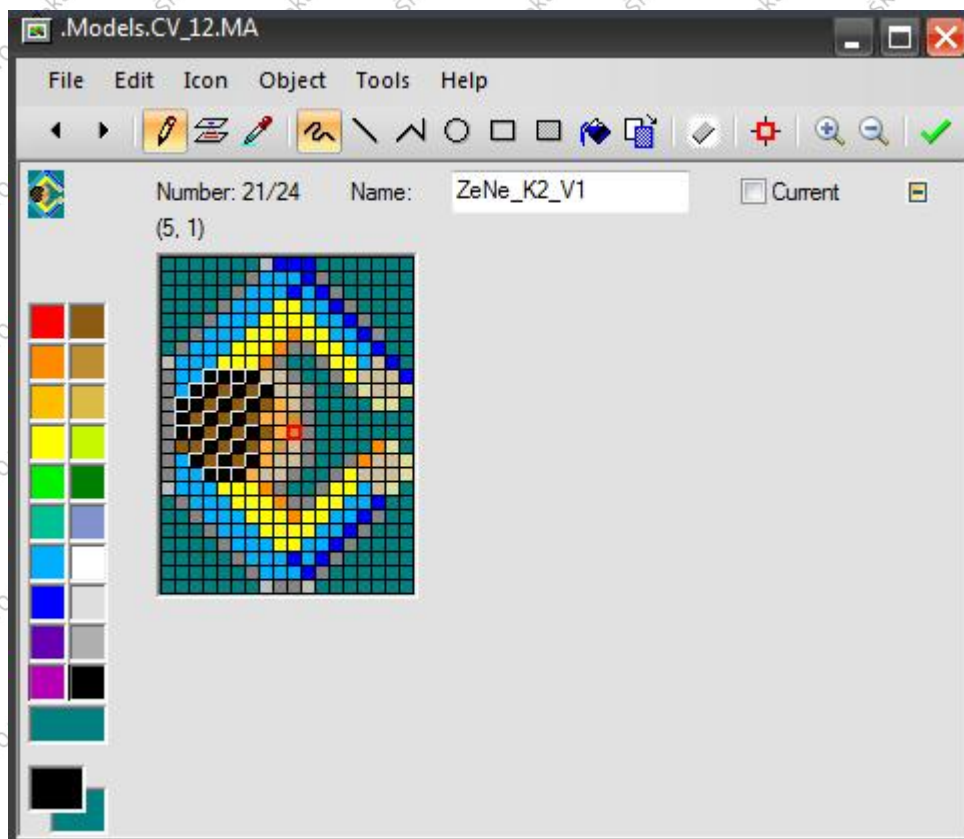 .Models.CV_12.MA
File Edit Icon Object Tools Help
Number: 21/24 Name: ZeNe_K2_V1 Current
(5, 1)